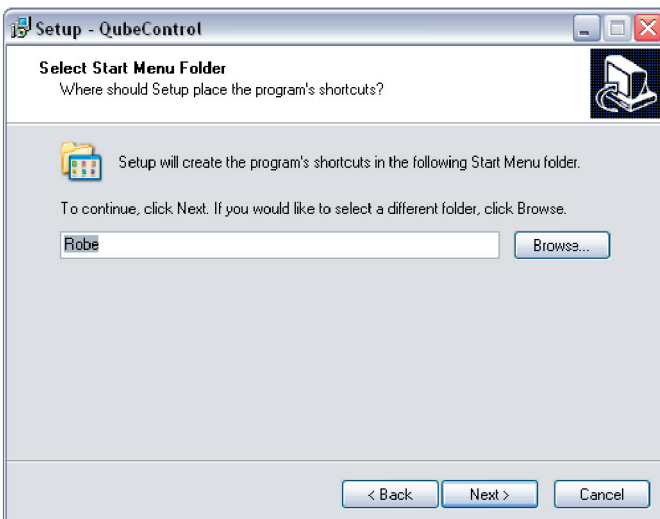 Setup - QubeControl
Select Start Menu Folder
Where should Setup place the program's shortcuts?
Setup will create the program's shortcuts in the following Start Menu folder.
To continue, click Next. If you would like to select a different folder, click Browse.
Robe
Browse...
< Back
Next >
Cancel